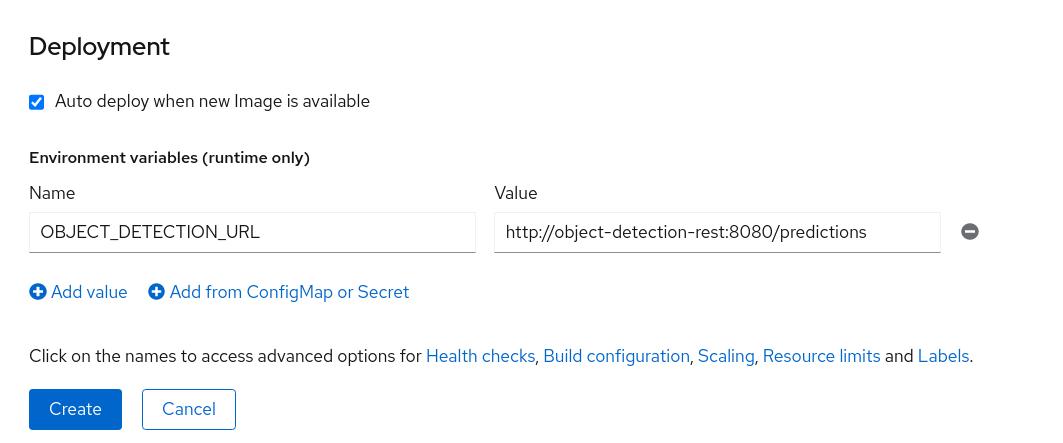 Deployment
Auto deploy when new Image is available
Environment variables (runtime only)
Name Value
OBJECT_DETECTION_URL http://object-detection-rest:8080/predictions
Add value Add from ConfigMap or Secret
Click on the names to access advanced options for Health checks, Build configuration, Scaling, Resource limits and Labels.
Create Cancel